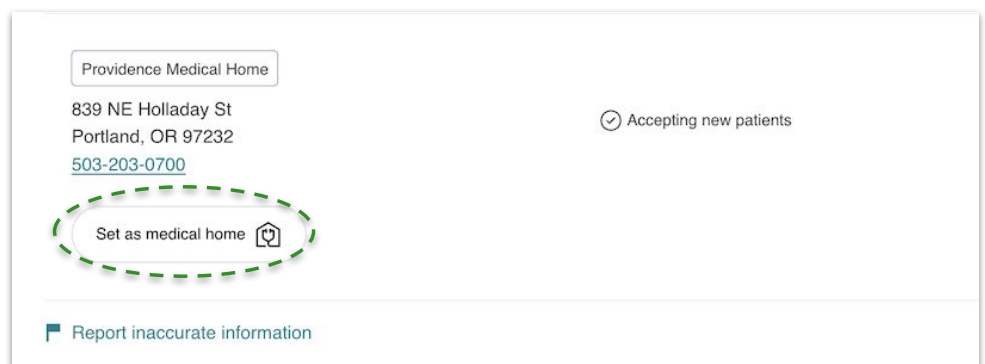 Providence Medical Home
839 NE Holladay St
Portland, OR 97232
503-203-0700
Accepting new patients
Set as medical home
Report inaccurate information